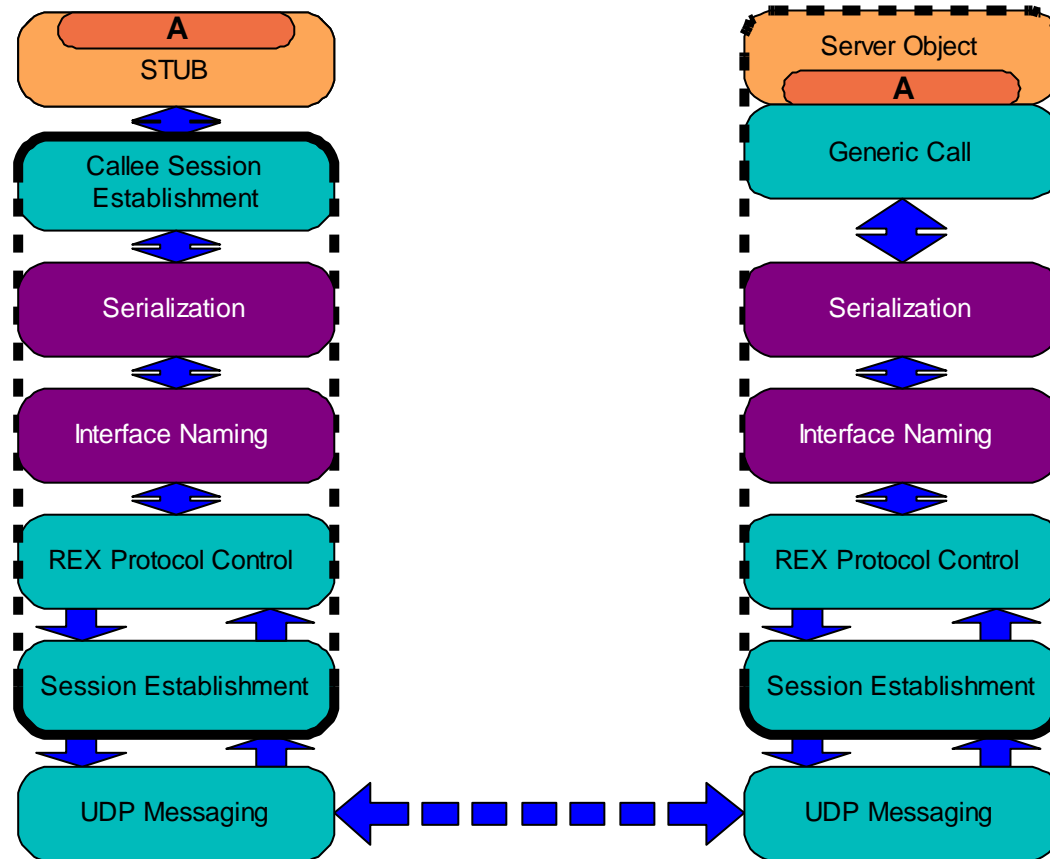 A
STUB
Callee Session
Establishment
Serialization
Interface Naming
REX Protocol Control
Session Establishment
UDP Messaging
Server Object
A
Generic Call
Serialization
Interface Naming
REX Protocol Control
Session Establishment
UDP Messaging